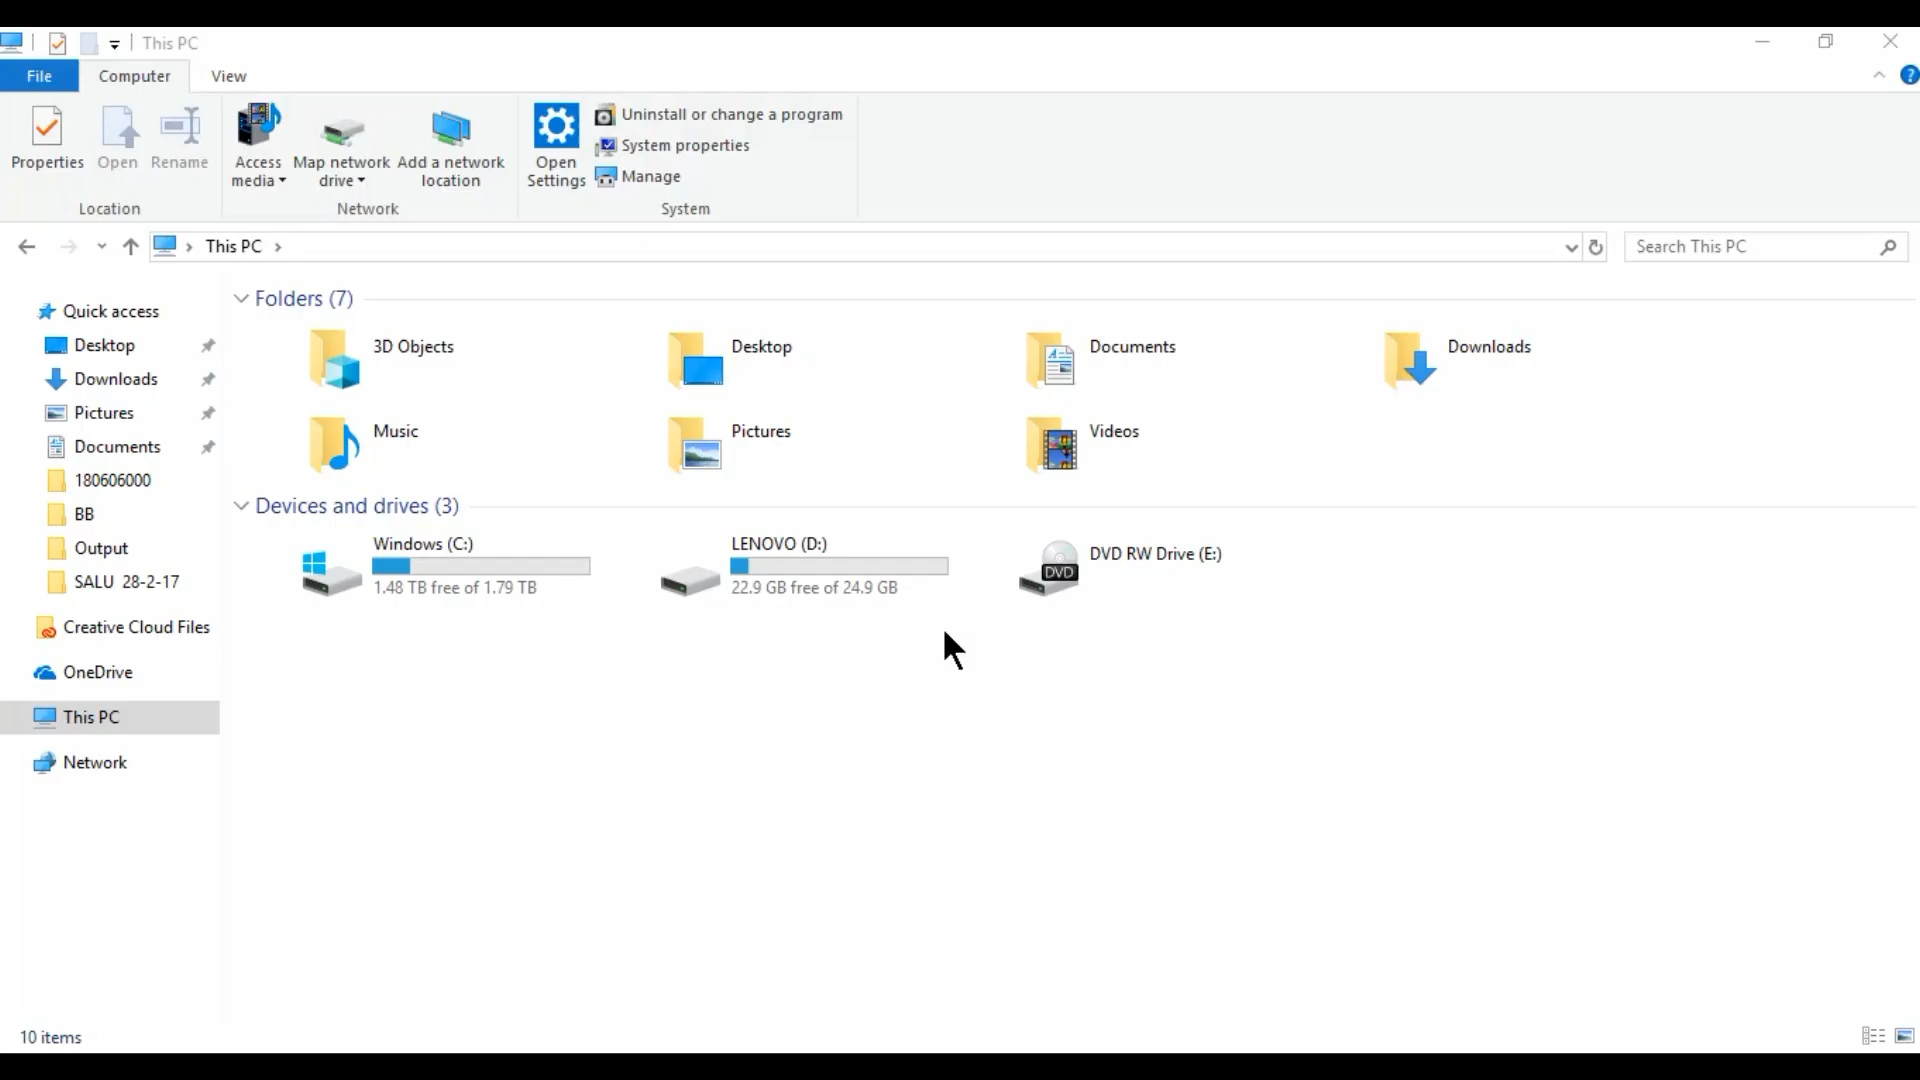 This PC
File Computer View
Properties Open Rename
Access media Map network drive Add a network location
Open Settings
Uninstall or change a program
System properties
Manage
Location Network System
This PC
Search This PC
Quick access
Desktop
Downloads
Pictures
Documents
180606000
BB
Output
SALU 28-2-17
Creative Cloud Files
OneDrive
This PC
Network
Folders (7)
3D Objects Desktop Documents Downloads
Music Pictures Videos
Devices and drives (3)
Windows (C:)
1.48 TB free of 1.79 TB
LENOVO (D:)
22.9 GB free of 24.9 GB
DVD
DVD RW Drive (E:)
10 items